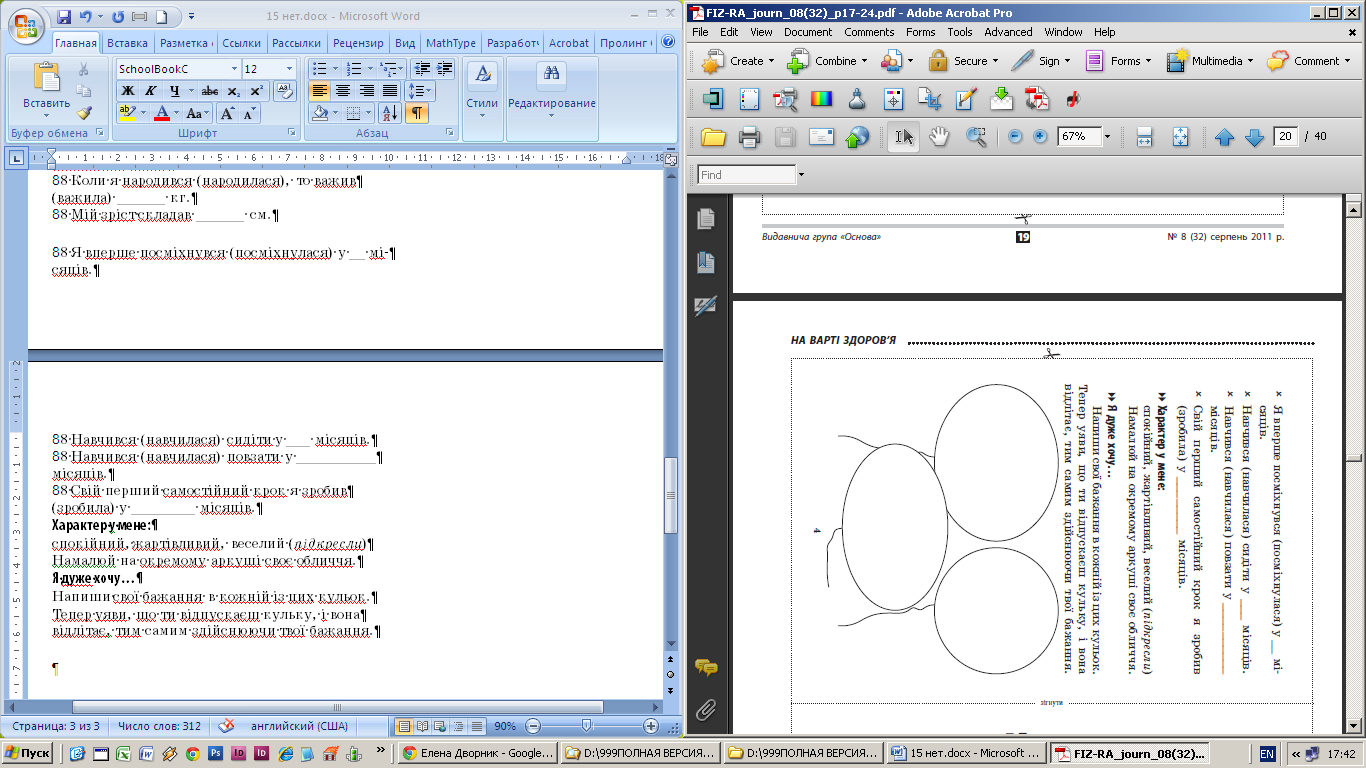 15 нет.docx - Microsoft Word
Главная Вставка Разметка Ссылки Рассылки Рецензир Вид MathType Разработч Acrobat Пролинг
Вставить
SchoolBookC 12
Ж К Ч abc x₂ x² Aa
Стили Редактирование
Буфер обмена Шрифт Абзац
88·Коли·я·народився·(народилася),·то·важив¶
(важила)·______·кг.¶
88·Мій·зріст·складав·______·см.¶
88·Я·вперше·посміхнувся·(посміхнулася)·у·__·мі-¶
сяців.¶
88·Навчився·(навчилася)·сидіти·у·___·місяців.¶
88·Навчився·(навчилася)·повзати·у·__________¶
місяців.¶
88·Свій·перший·самостійний·крок·я·зробив¶
(зробила)·у·________·місяців.¶
Характер·у·мене:¶
спокійний,·жартівливий,·веселий·(підкресли)¶
Намалюй·на·окремому·аркуші·своє·обличчя.¶
Я·дуже·хочу…¶
Напиши·свої·бажання·в·кожній·із·цих·кульок.¶
Тепер·уяви,·що·ти·відпускаєш·кульку,·і·вона¶
відлітає,·тим·самим·здійснюючи·твої·бажання.¶
¶
Страница: 3 из 3 Число слов: 312 английский (США) 90%
FIZ-RA_journ_08(32)_p17-24.pdf - Adobe Acrobat Pro
File Edit View Document Comments Forms Tools Advanced Window Help
Create Combine Secure Sign Forms Multimedia Comment
67% 20 / 40
Find
Видавнича група «Основа» 19 № 8 (32) серпень 2011 р.
НА ВАРТІ ЗДОРОВ'Я
× Я вперше посміхнувся (посміхнулася) у __ мі-
сяців.
× Навчився (навчилася) сидіти у ___ місяців.
× Навчився (навчилася) повзати у __________
місяців.
× Свій перший самостійний крок я зробив
(зробила) у ________ місяців.
Характер у мене:
спокійний, жартівливий, веселий (підкресли)
Намалюй на окремому аркуші своє обличчя.
Я дуже хочу…
Напиши свої бажання в кожній із цих кульок.
Тепер уяви, що ти відпускаєш кульку, і вона
відлітає, тим самим здійснюючи твої бажання.
4
зігнути
Пуск Елена Дворник - Google... D:\999ПОЛНАЯ ВЕРСИЯ... D:\999ПОЛНАЯ ВЕРСИЯ... 15 нет.docx - Microsoft ... FIZ-RA_journ_08(32)... EN 17:42